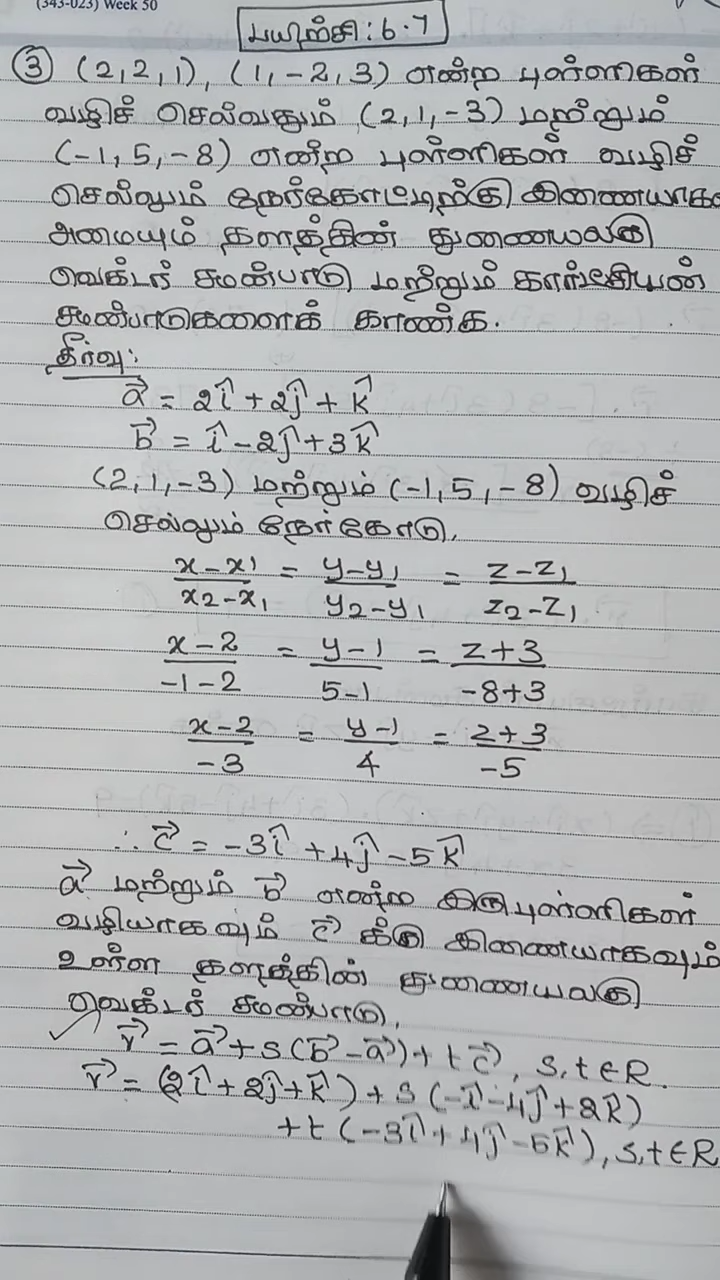 (343-023) Week 50
பயிற்சி: 6.7
③ (2,2,1), (1,-2,3) என்ற புள்ளிகள்
வழிச் செல்வதும் (2,1,-3) மற்றும்
(-1,5,-8) என்ற புள்ளிகள் வழிச்
செல்லும் நேர்கோட்டிற்கு இணையாக
அமையும் தளத்தின் துணையலகு
வெக்டர் சமன்பாடு மற்றும் கார்டீசியன்
சமன்பாடுகளைக் காண்க.
தீர்வு:
a⃗ = 2î + 2ĵ + k⃗
b⃗ = î - 2ĵ + 3k⃗
(2,1,-3) மற்றும் (-1,5,-8) வழிச்
செல்லும் நேர்கோடு,
x-x₁/x₂-x₁ = y-y₁/y₂-y₁ = z-z₁/z₂-z₁
x-2/-1-2 = y-1/5-1 = z+3/-8+3
x-2/-3 = y-1/4 = z+3/-5
∴ c⃗ = -3î + 4ĵ - 5k⃗
a⃗ மற்றும் b⃗ என்ற இருபுள்ளிகள்
வழியாகவும் c⃗ க்கு இணையாகவும்
உள்ள தளத்தின் துணையலகு
வெக்டர் சமன்பாடு,
✓ r⃗ = a⃗ + s(b⃗ - a⃗) + t c⃗, s,t∈R.
r⃗ = (2î + 2ĵ + k⃗) + s(-î - 4ĵ + 2k⃗)
+ t(-3î + 4ĵ - 5k⃗), s,t∈R